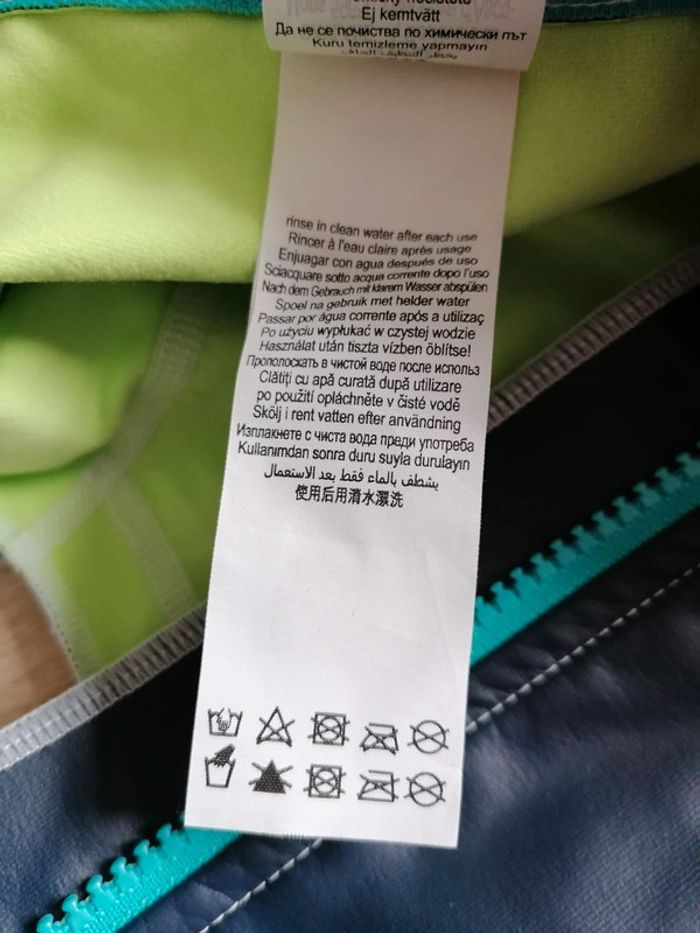 Ej kemtvätt
Да не се почиства по химически път
Kuru temizleme yapmayın
rinse in clean water after each use
Rincer à l'eau claire après usage
Enjuagar con agua después de uso
Sciacquare sotto acqua corrente dopo l'uso
Nach dem Gebrauch mit klarem Wasser abspülen
Spoel na gebruik met helder water
Passar por água corrente após a utilizaç
Po użyciu wypłukać w czystej wodzie
Használat után tiszta vízben öblítse!
Прополоскать в чистой воде после использ
Clătiți cu apă curată după utilizare
po použití opláchněte v čisté vodě
Skölj i rent vatten efter användning
Изплакнете с чиста вода преди употреба
Kullanımdan sonra duru suyla durulayın
يشطف بالماء فقط بعد الاستعمال
使用后用清水漂洗